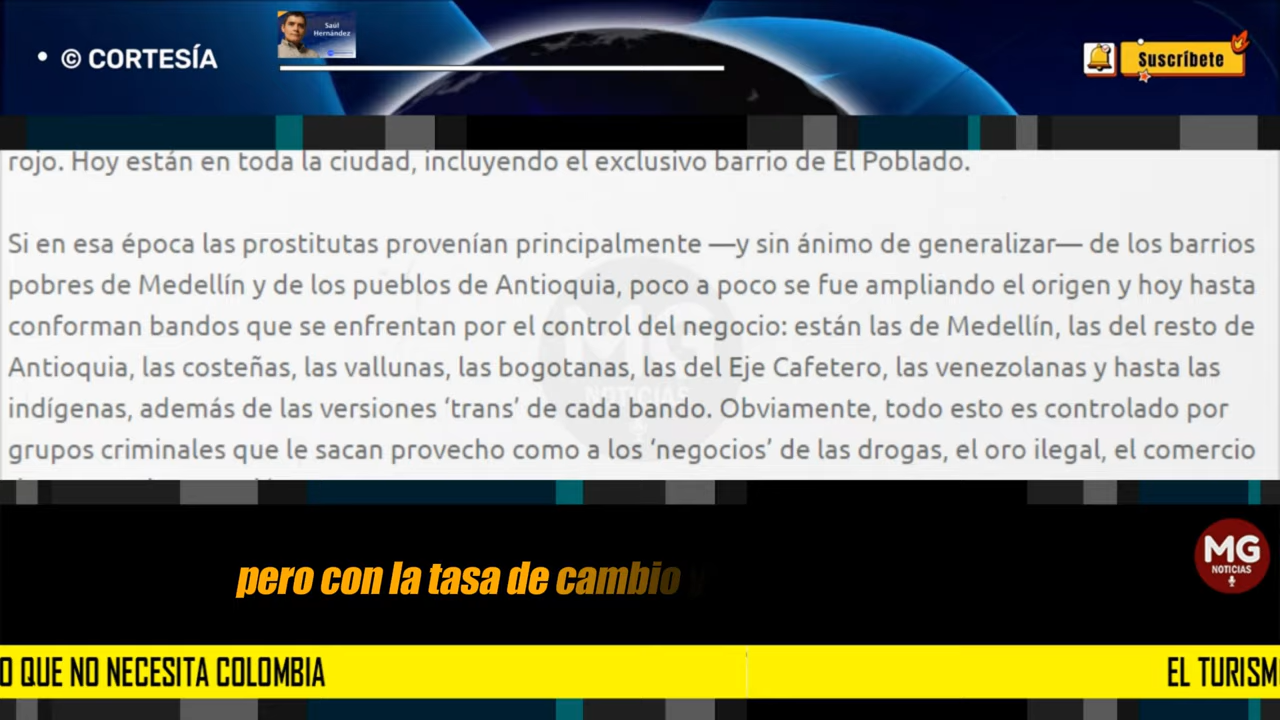 • © CORTESÍA
Saúl
Hernández
Suscríbete
rojo. Hoy están en toda la ciudad, incluyendo el exclusivo barrio de El Poblado.
Si en esa época las prostitutas provenían principalmente —y sin ánimo de generalizar— de los barrios
pobres de Medellín y de los pueblos de Antioquia, poco a poco se fue ampliando el origen y hoy hasta
conforman bandos que se enfrentan por el control del negocio: están las de Medellín, las del resto de
Antioquia, las costeñas, las vallunas, las bogotanas, las del Eje Cafetero, las venezolanas y hasta las
indígenas, además de las versiones ‘trans’ de cada bando. Obviamente, todo esto es controlado por
grupos criminales que le sacan provecho como a los ‘negocios’ de las drogas, el oro ilegal, el comercio
MG
NOTICIAS
pero con la tasa de cambio y
MG
NOTICIAS
O QUE NO NECESITA COLOMBIA
EL TURISM